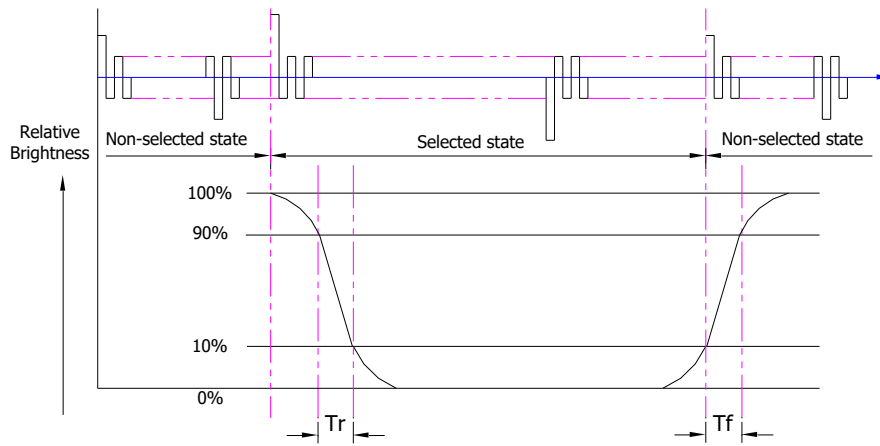 Relative
Brightness
Non-selected state
Selected state
Non-selected state
100%
90%
10%
0%
Tr
Tf